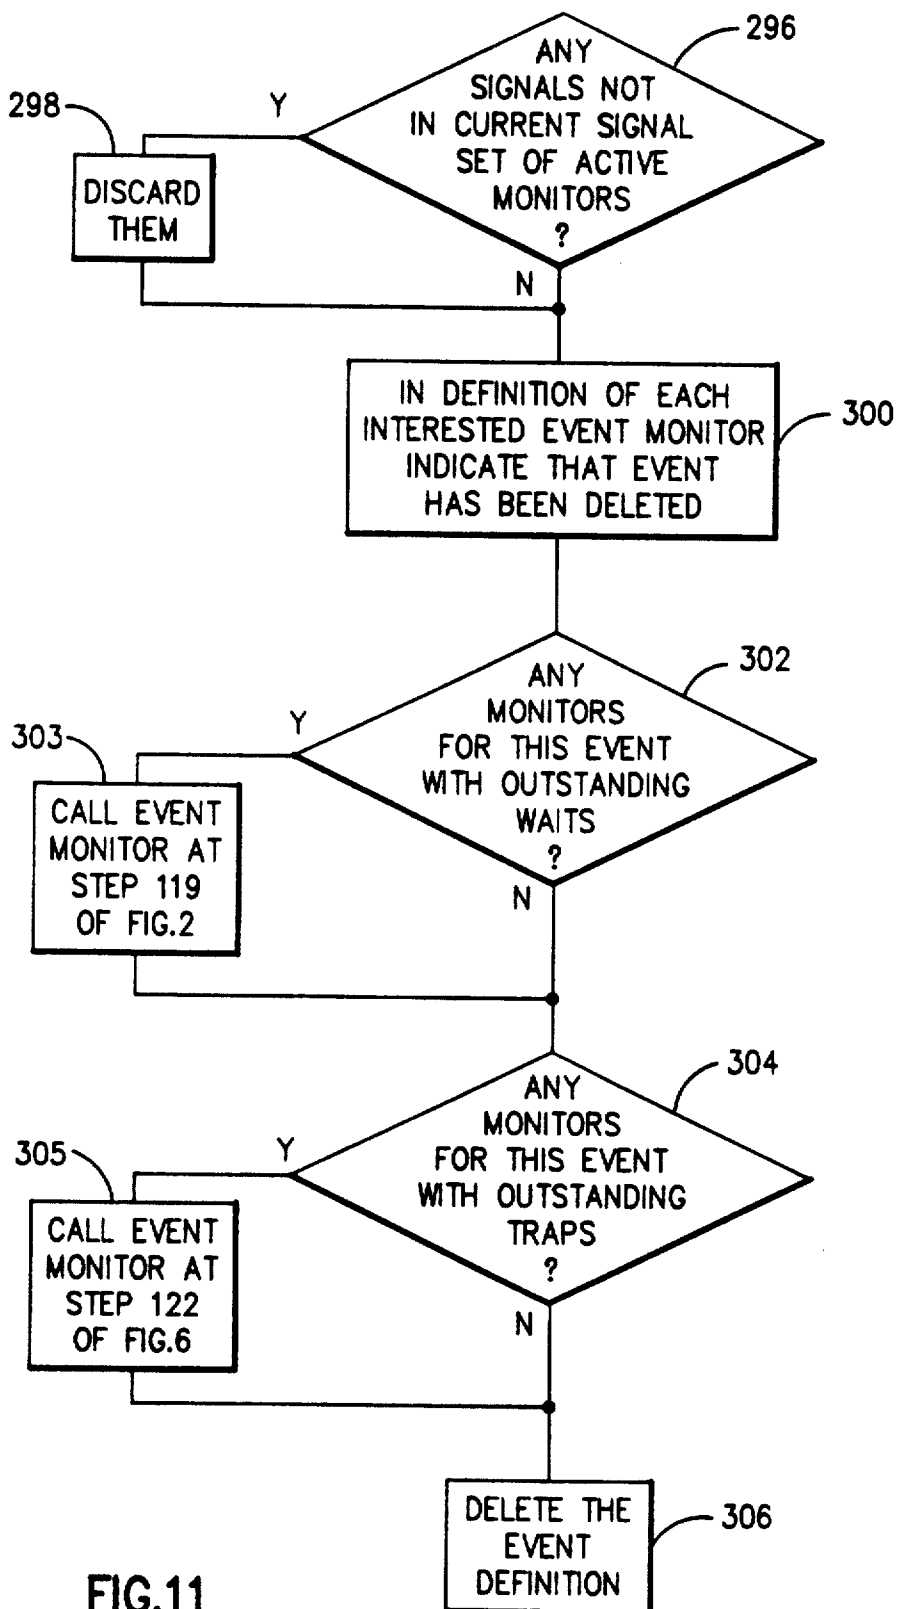 296
ANY
SIGNALS NOT
IN CURRENT SIGNAL
SET OF ACTIVE
MONITORS
?
Y
298
DISCARD
THEM
N
IN DEFINITION OF EACH
INTERESTED EVENT MONITOR
INDICATE THAT EVENT
HAS BEEN DELETED
300
302
ANY
MONITORS
FOR THIS EVENT
WITH OUTSTANDING
WAITS
?
Y
303
CALL EVENT
MONITOR AT
STEP 119
OF FIG.2
N
304
ANY
MONITORS
FOR THIS EVENT
WITH OUTSTANDING
TRAPS
?
Y
305
CALL EVENT
MONITOR AT
STEP 122
OF FIG.6
N
DELETE THE
EVENT
DEFINITION
306
FIG.11